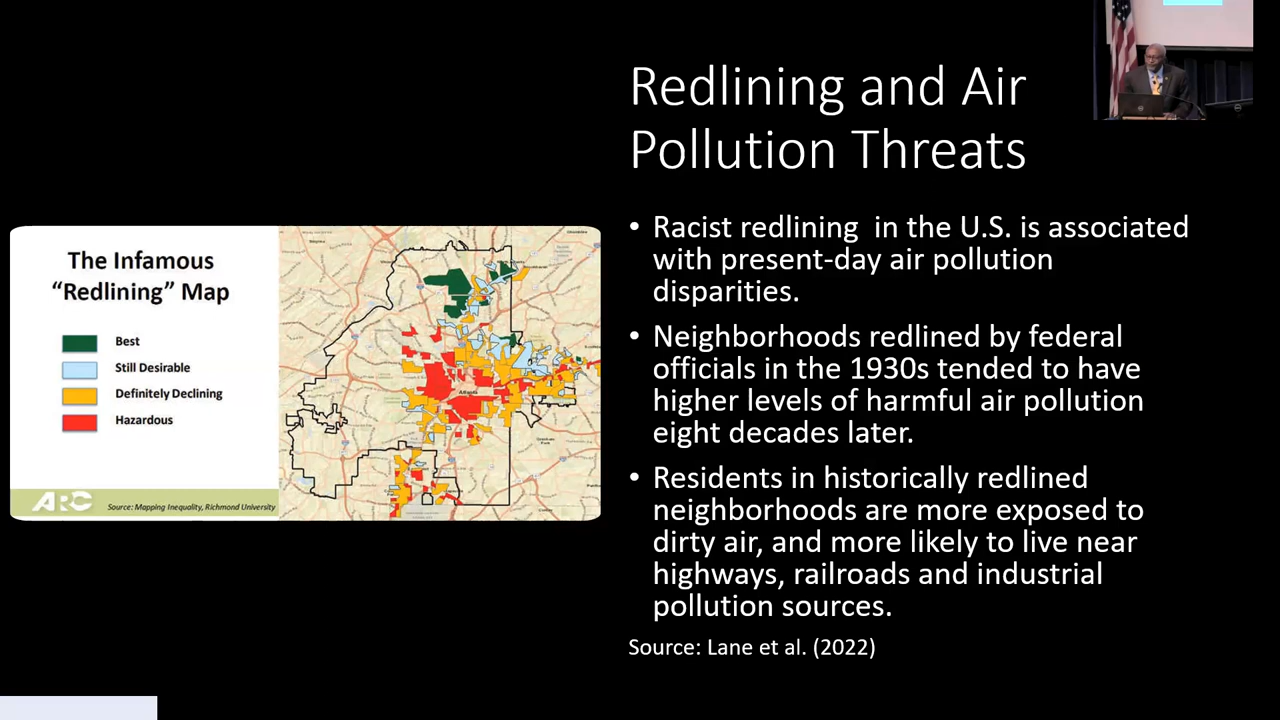 Redlining and Air
Pollution Threats
The Infamous
“Redlining” Map
Best
Still Desirable
Definitely Declining
Hazardous
ARC
Source: Mapping Inequality, Richmond University
Atlanta
• Racist redlining  in the U.S. is associated
with present-day air pollution
disparities.
• Neighborhoods redlined by federal
officials in the 1930s tended to have
higher levels of harmful air pollution
eight decades later.
• Residents in historically redlined
neighborhoods are more exposed to
dirty air, and more likely to live near
highways, railroads and industrial
pollution sources.
Source: Lane et al. (2022)